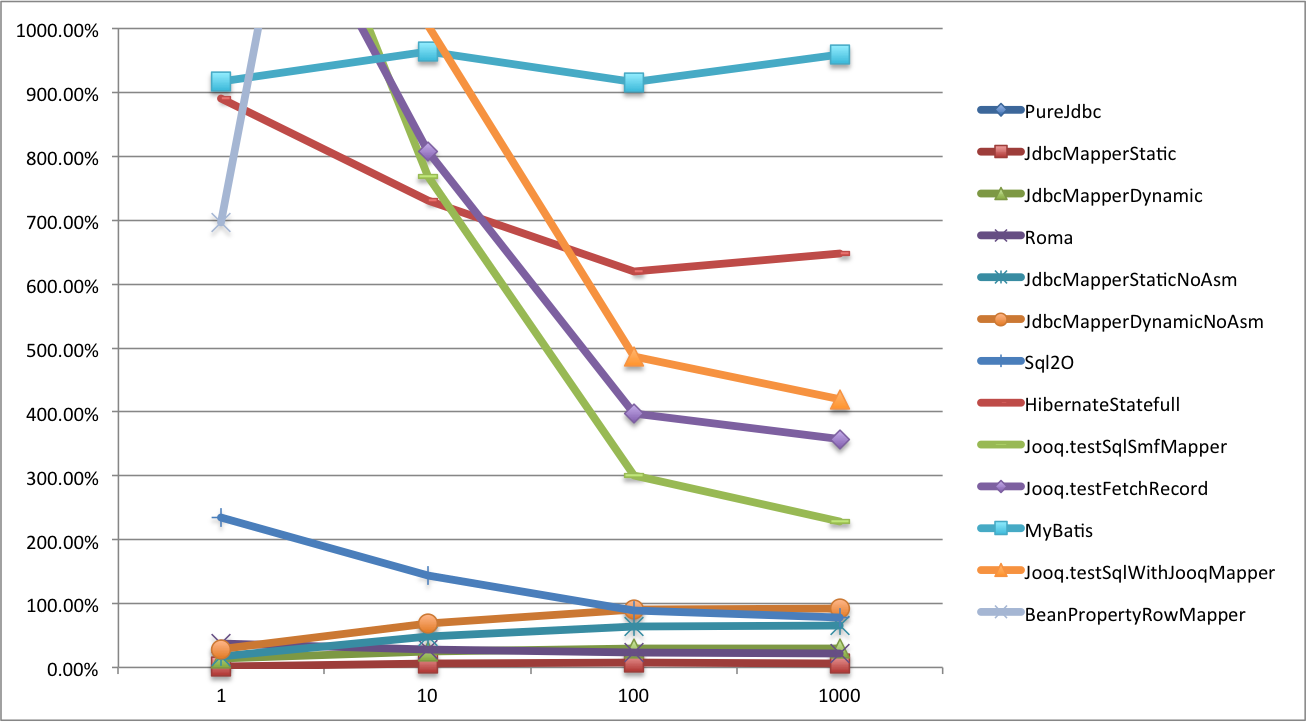 1000.00%
900.00%
800.00%
700.00%
600.00%
500.00%
400.00%
300.00%
200.00%
100.00%
0.00%
1 10 100 1000
PureJdbc
JdbcMapperStatic
JdbcMapperDynamic
Roma
JdbcMapperStaticNoAsm
JdbcMapperDynamicNoAsm
Sql2O
HibernateStatefull
Jooq.testSqlSmfMapper
Jooq.testFetchRecord
MyBatis
Jooq.testSqlWithJooqMapper
BeanPropertyRowMapper